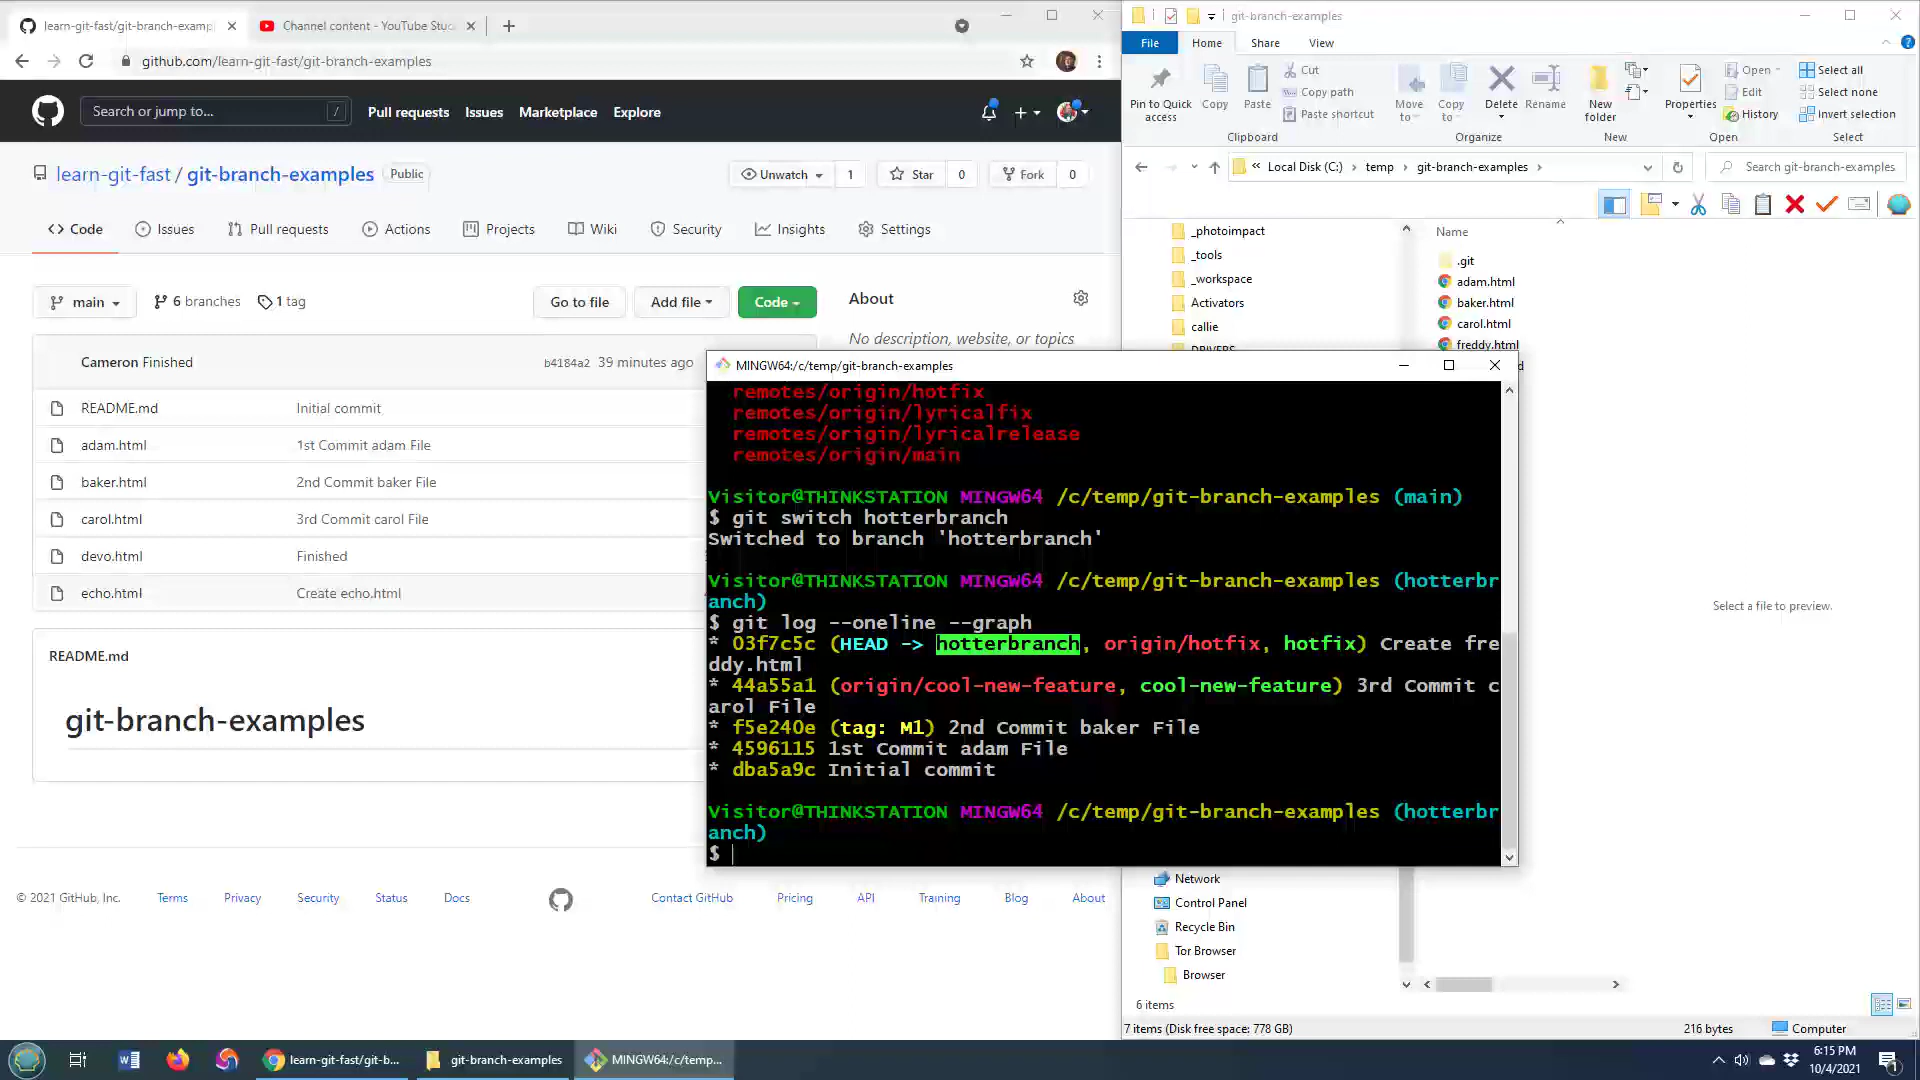 learn-git-fast/git-branch-examp
Channel content - YouTube Stud
github.com/learn-git-fast/git-branch-examples
Search or jump to...
/
Pull requests
Issues
Marketplace
Explore
learn-git-fast / git-branch-examples
Public
Unwatch
1
Star
0
Fork
0
Code
Issues
Pull requests
Actions
Projects
Wiki
Security
Insights
Settings
main
6 branches
1 tag
Go to file
Add file
Code
About
No description, website, or topics
Cameron Finished
b4184a2 39 minutes ago
README.md
Initial commit
adam.html
1st Commit adam File
baker.html
2nd Commit baker File
carol.html
3rd Commit carol File
devo.html
Finished
echo.html
Create echo.html
README.md
git-branch-examples
© 2021 GitHub, Inc.
Terms
Privacy
Security
Status
Docs
Contact GitHub
Pricing
API
Training
Blog
About
git-branch-examples
File
Home
Share
View
Pin to Quick access
Copy
Paste
Cut
Copy path
Paste shortcut
Clipboard
Move to
Copy to
Delete
Rename
Organize
New folder
New
Properties
Open
Edit
History
Open
Select all
Select none
Invert selection
Select
« Local Disk (C:) › temp › git-branch-examples ›
Search git-branch-examples
_photoimpact
_tools
_workspace
Activators
callie
DRIVERS
Name
.git
adam.html
baker.html
carol.html
freddy.html
Select a file to preview.
Network
Control Panel
Recycle Bin
Tor Browser
Browser
6 items
7 items (Disk free space: 778 GB)
216 bytes
Computer
MINGW64:/c/temp/git-branch-examples
remotes/origin/hotfix
remotes/origin/lyricalfix
remotes/origin/lyricalrelease
remotes/origin/main
Visitor@THINKSTATION MINGW64 /c/temp/git-branch-examples (main)
$ git switch hotterbranch
Switched to branch 'hotterbranch'
Visitor@THINKSTATION MINGW64 /c/temp/git-branch-examples (hotterbr
anch)
$ git log --oneline --graph
* 03f7c5c (HEAD -> hotterbranch, origin/hotfix, hotfix) Create fre
ddy.html
* 44a55a1 (origin/cool-new-feature, cool-new-feature) 3rd Commit c
arol File
* f5e240e (tag: M1) 2nd Commit baker File
* 4596115 1st Commit adam File
* dba5a9c Initial commit
Visitor@THINKSTATION MINGW64 /c/temp/git-branch-examples (hotterbr
anch)
$
learn-git-fast/git-b...
git-branch-examples
MINGW64:/c/temp...
6:15 PM
10/4/2021
1